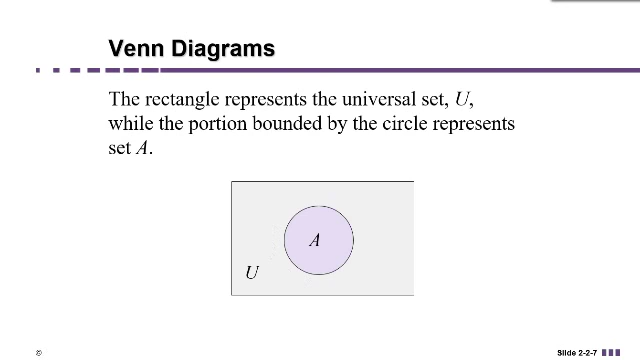 Venn Diagrams
The rectangle represents the universal set, U,
while the portion bounded by the circle represents
set A.
A
U
©
Slide 2-2-7